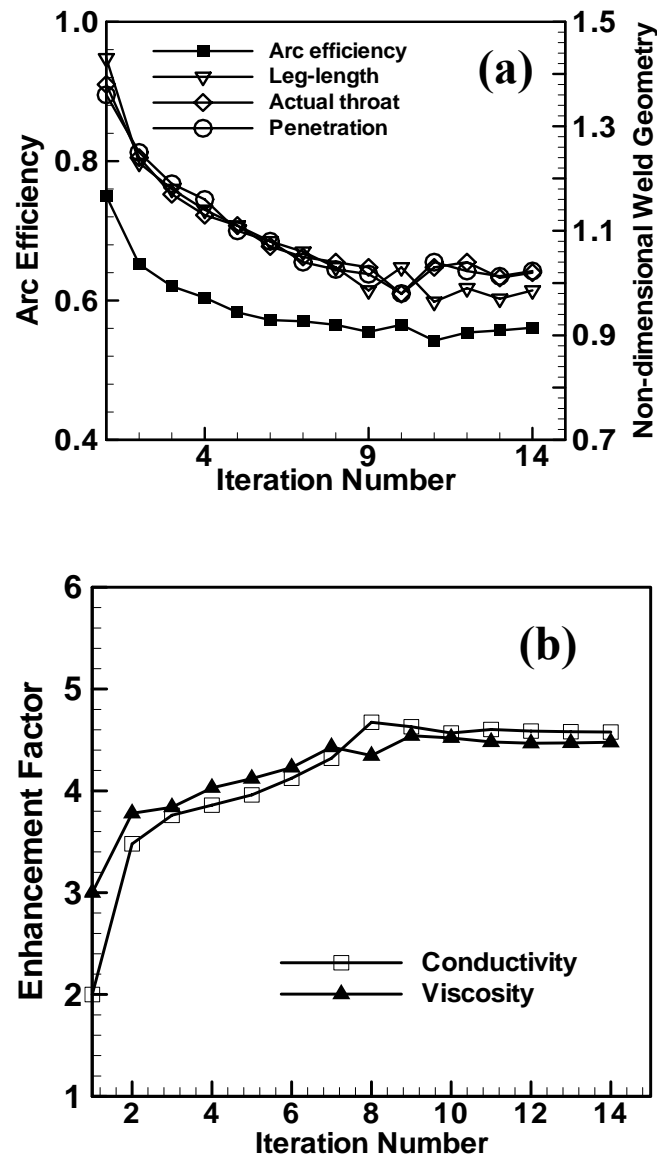 1.0
0.8
0.6
0.4
Arc Efficiency
Arc efficiency
Leg-length
Actual throat
Penetration
(a)
1.5
1.3
1.1
0.9
0.7
Non-dimensional Weld Geometry
4
9
14
Iteration Number
6
5
4
3
2
1
Enhancement Factor
(b)
Conductivity
Viscosity
2
4
6
8
10
12
14
Iteration Number